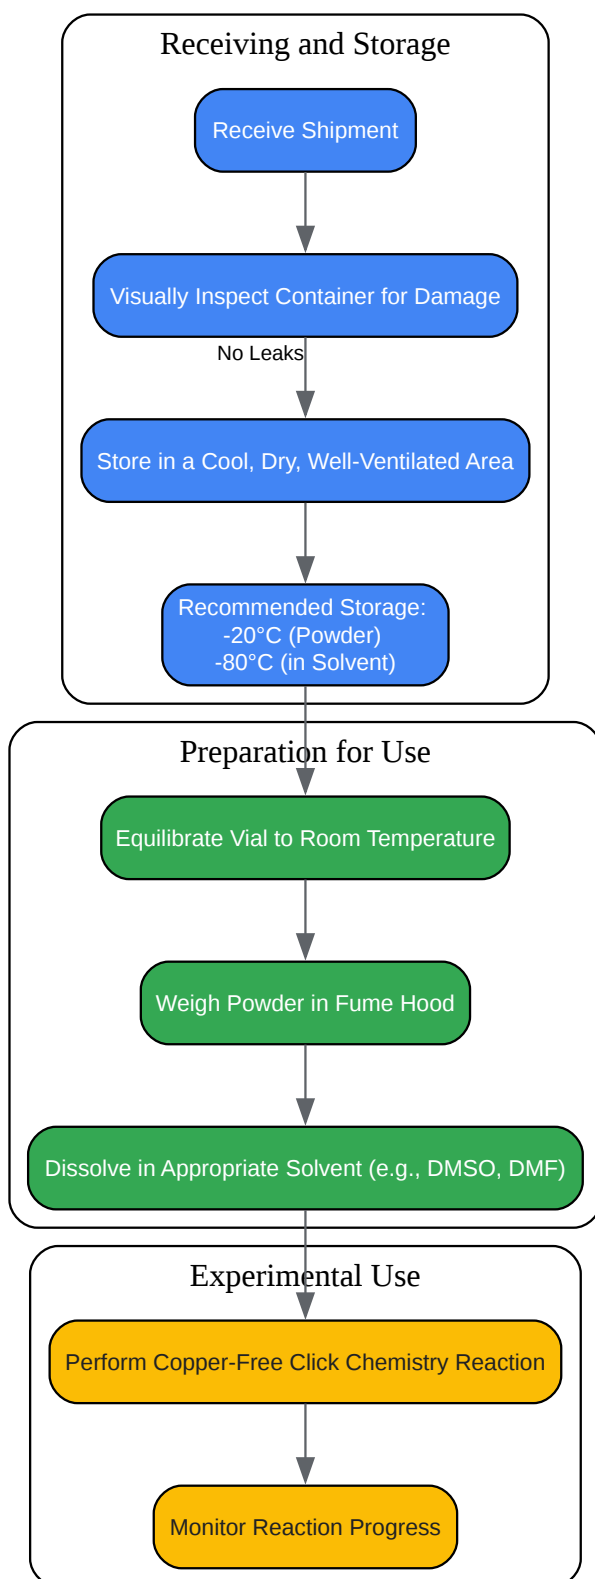 Receiving and Storage
Receive Shipment
Visually Inspect Container for Damage
No Leaks
Store in a Cool, Dry, Well-Ventilated Area
Recommended Storage:
-20°C (Powder)
-80°C (in Solvent)
Preparation for Use
Equilibrate Vial to Room Temperature
Weigh Powder in Fume Hood
Dissolve in Appropriate Solvent (e.g., DMSO, DMF)
Experimental Use
Perform Copper-Free Click Chemistry Reaction
Monitor Reaction Progress